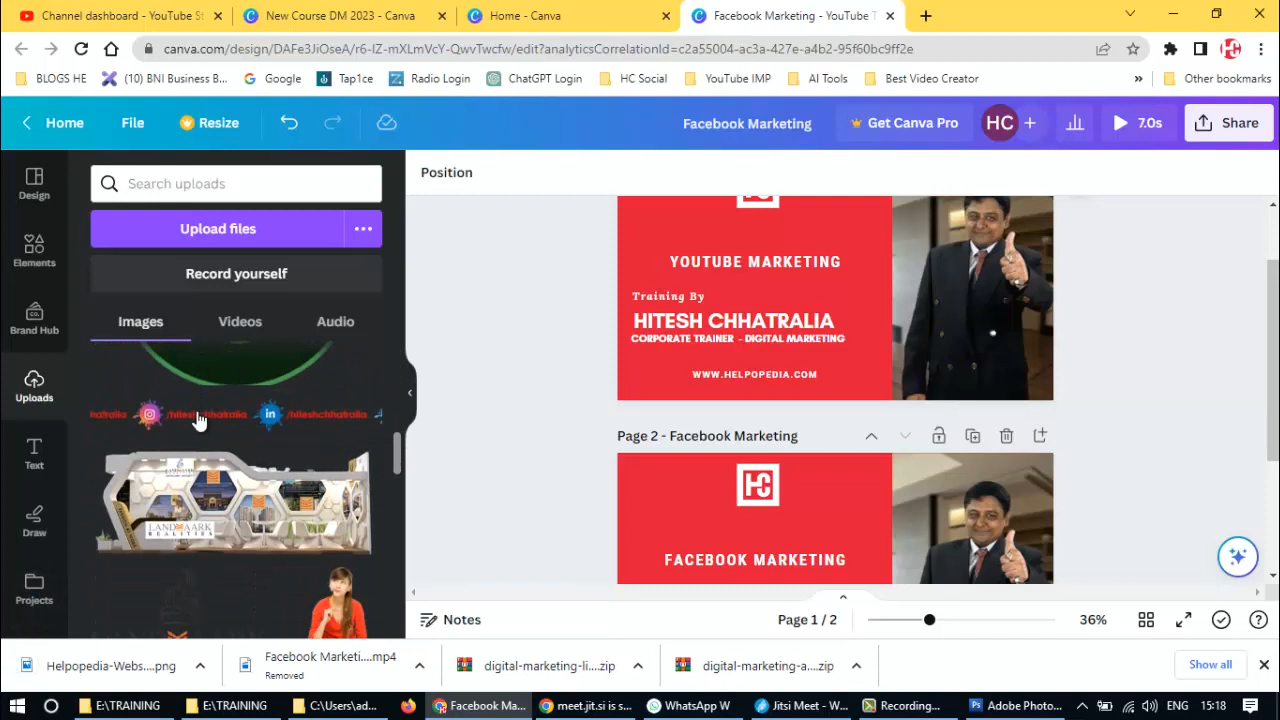 Channel dashboard - YouTube St
New Course DM 2023 - Canva
Home - Canva
Facebook Marketing - YouTube T
canva.com/design/DAFe3JiOseA/r6-IZ-mXLmVcY-QwvTwcfw/edit?analyticsCorrelationId=c2a55004-ac3a-427e-a4b2-95f60bc9ff2e
BLOGS HE
(10) BNI Business B...
Google
Tap1ce
Radio Login
ChatGPT Login
HC Social
YouTube IMP
AI Tools
Best Video Creator
»
Other bookmarks
Home
File
Resize
Facebook Marketing
Get Canva Pro
HC
7.0s
Share
Design
Elements
Brand Hub
Uploads
Text
Draw
Projects
Search uploads
Upload files
Record yourself
Images
Videos
Audio
hatralia
/hiteshchhatralia
in
/hiteshchhatralia
LANDMAARK
REALITIES
Position
YOUTUBE MARKETING
Training By
HITESH CHHATRALIA
CORPORATE TRAINER - DIGITAL MARKETING
WWW.HELPOPEDIA.COM
Page 2 - Facebook Marketing
HC
FACEBOOK MARKETING
Notes
Page 1 / 2
36%
Helpopedia-Webs....png
Facebook Marketi....mp4
Removed
digital-marketing-li....zip
digital-marketing-a....zip
Show all
E:\TRAINING
E:\TRAINING
C:\Users\ad...
Facebook Ma...
meet.jit.si is s...
WhatsApp W
Jitsi Meet - W...
Recording...
Adobe Photo...
ENG
15:18